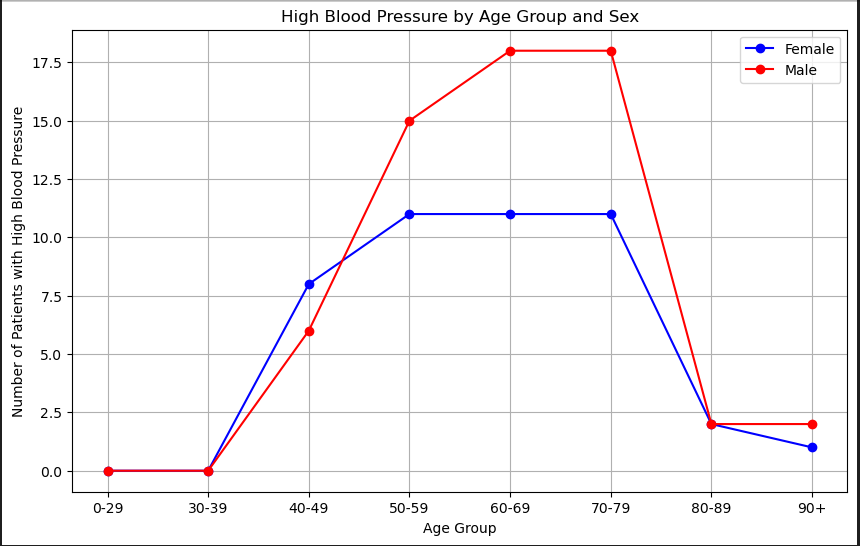 High Blood Pressure by Age Group and Sex
Female
Male
Number of Patients with High Blood Pressure
17.5
15.0
12.5
10.0
7.5
5.0
2.5
0.0
0-29 30-39 40-49 50-59 60-69 70-79 80-89 90+
Age Group